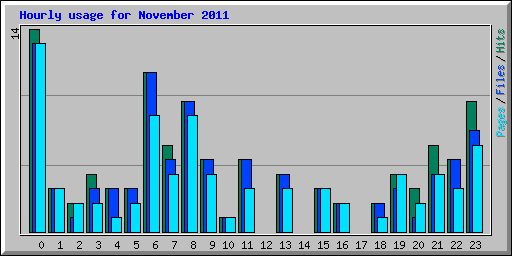 Hourly usage for November 2011
14
Pages/Files/Hits
0 1 2 3 4 5 6 7 8 9 10 11 12 13 14 15 16 17 18 19 20 21 22 23